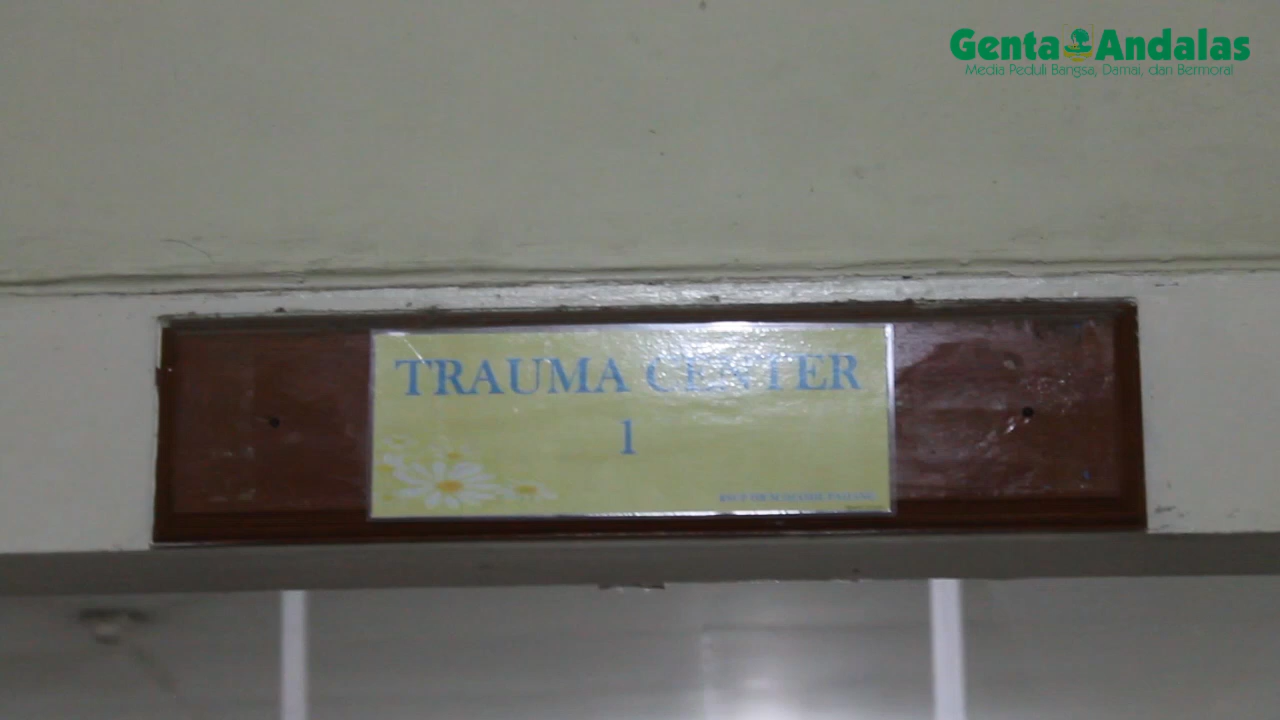 Genta Andalas
Media Peduli Bangsa, Damai, dan Bermoral
TRAUMA CENTER
1